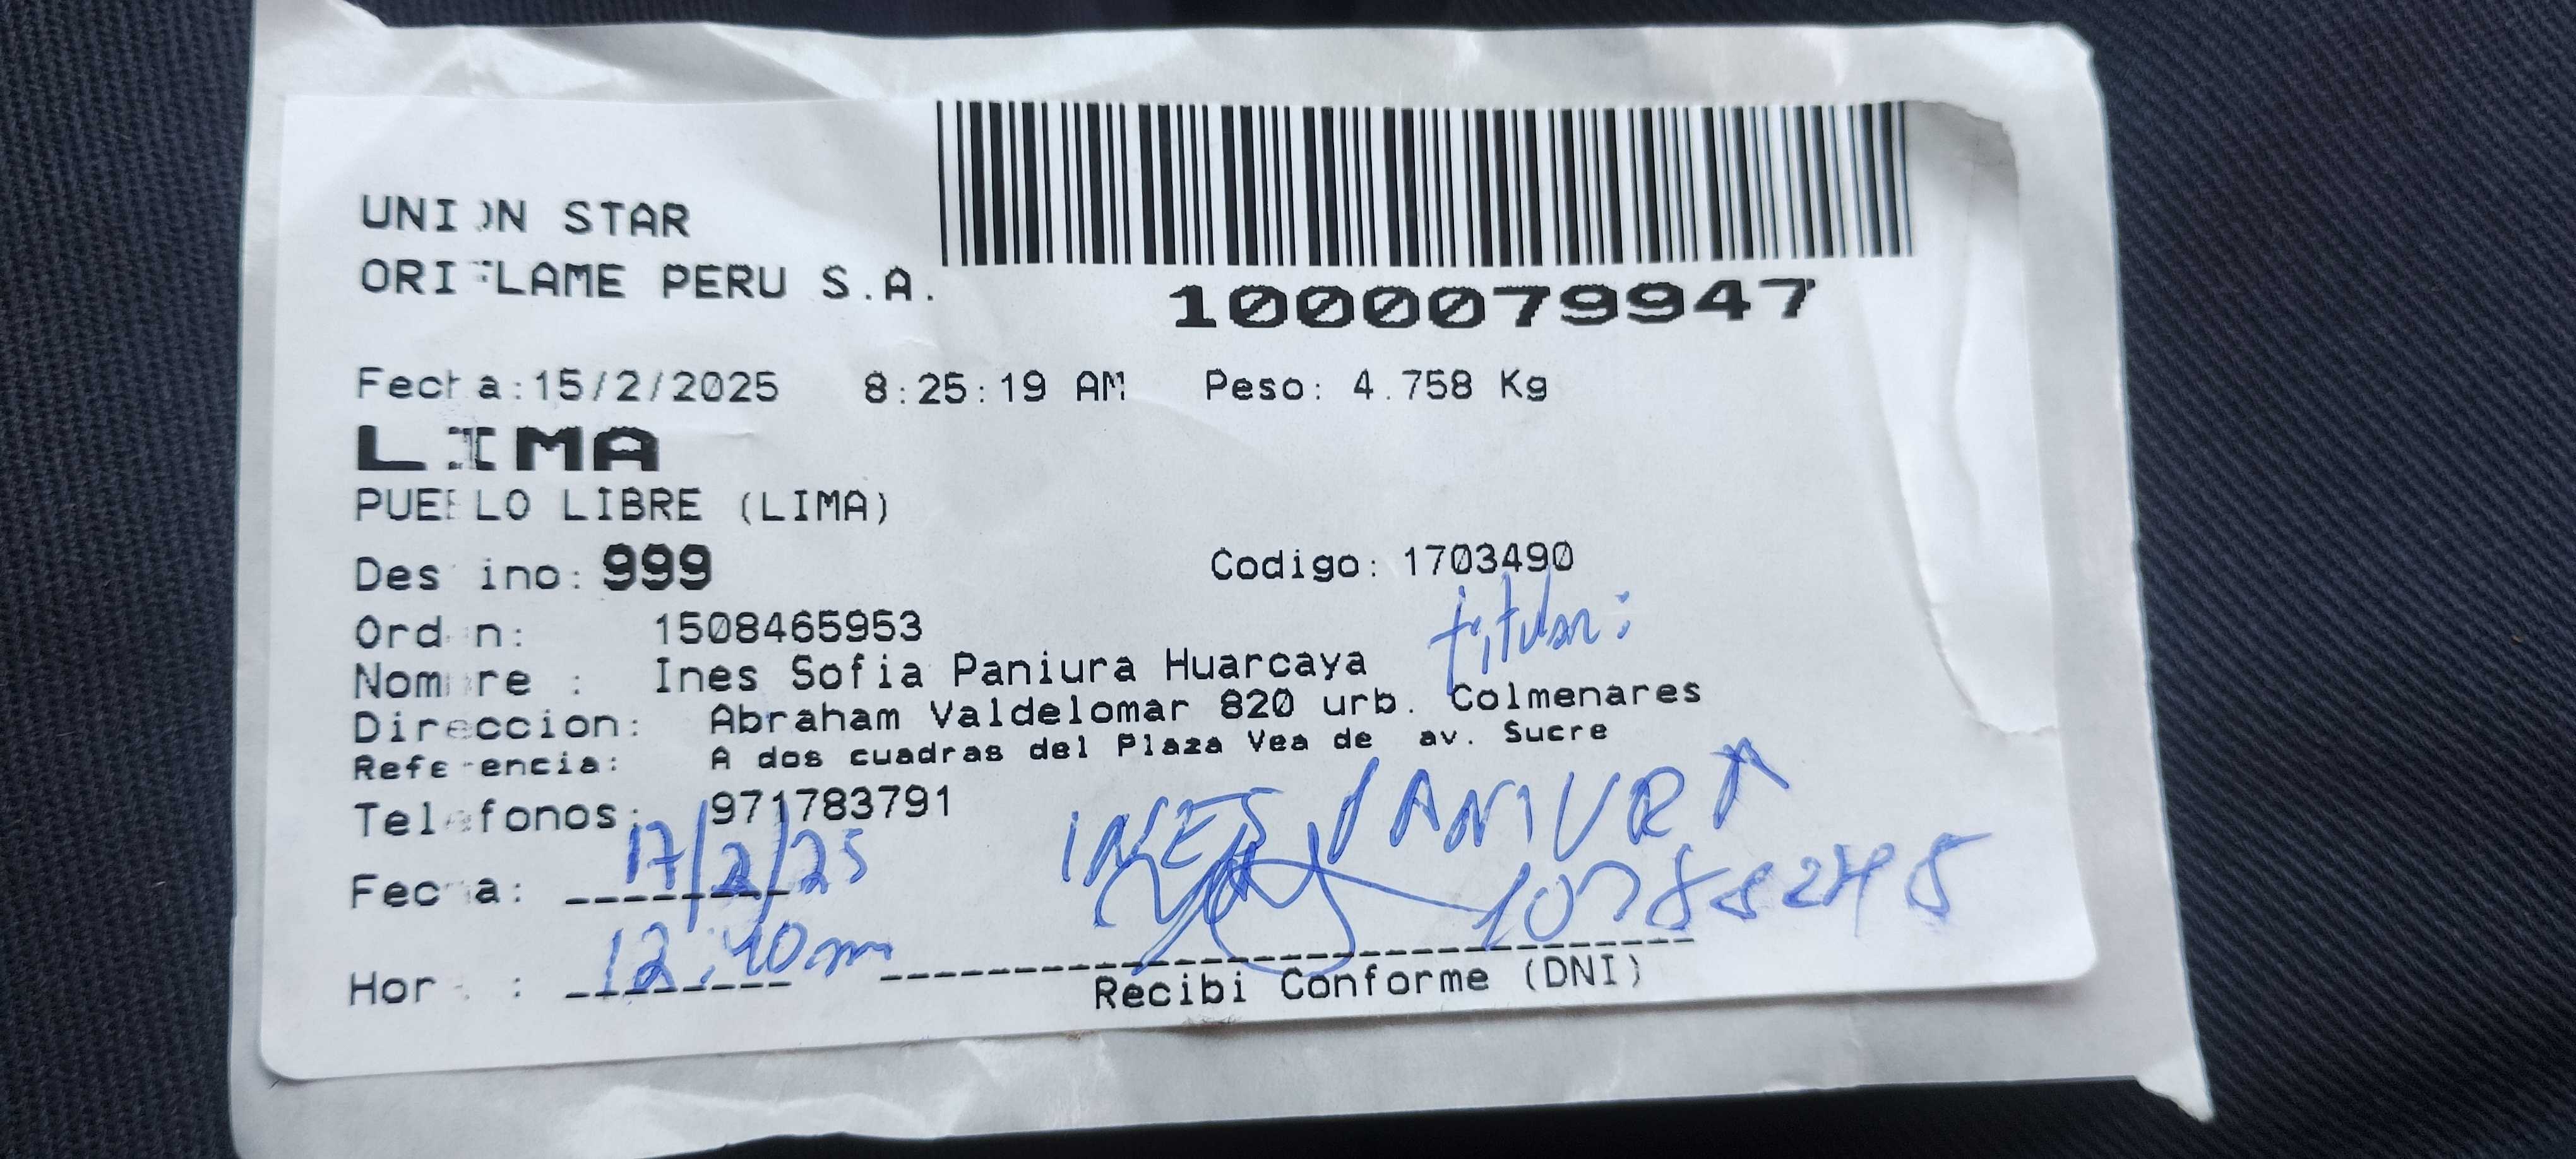 UNION STAR
ORIFLAME PERU S.A.
1000079947
Fecha:15/2/2025 8:25:19 AM Peso: 4.758 Kg
LIMA
PUEBLO LIBRE (LIMA)
Destino: 999 Codigo: 1703490
Orden: 1508465953
titular:
Nombre : Ines Sofia Paniura Huarcaya
Direccion: Abraham Valdelomar 820 urb. Colmenares
Referencia: A dos cuadras del Plaza Vea de av. Sucre
Telefonos: 971783791
INES PANIURA
Fecha: 17/2/25
Hora : 12:40m
Recibi Conforme (DNI)